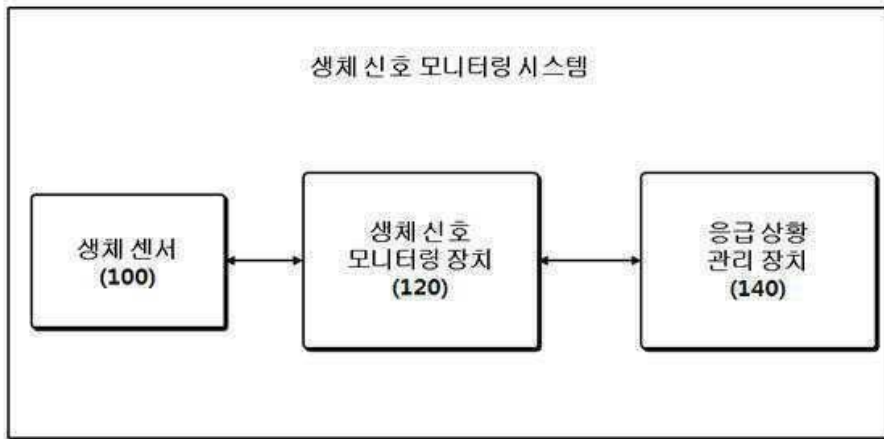 생체 신호 모니터링 시스템
생체 센서
(100)
생체 신호
모니터링 장치
(120)
응급 상황
관리 장치
(140)